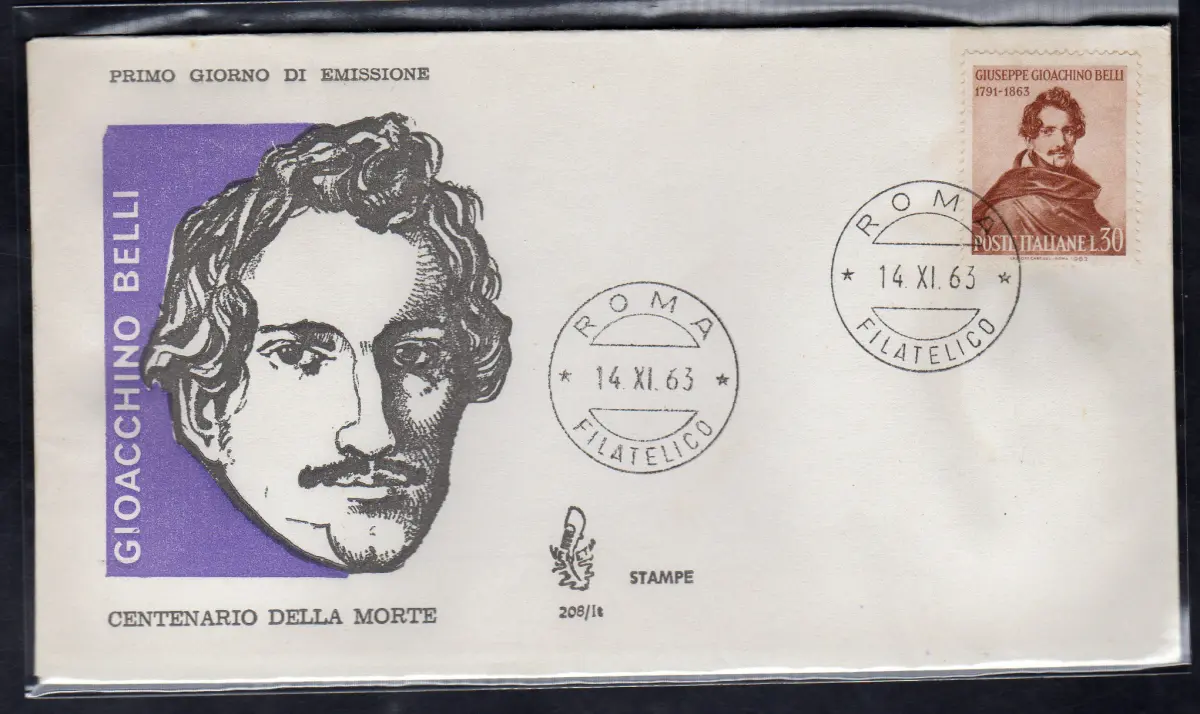 PRIMO GIORNO DI EMISSIONE
GIOACCHINO BELLI
CENTENARIO DELLA MORTE
ROMA
14. XI. 63
FILATELICO
STAMPE
208/It
GIUSEPPE GIOACHINO BELLI
1791-1863
POSTE ITALIANE L.30
ROMA
14. XI. 63
FILATELICO